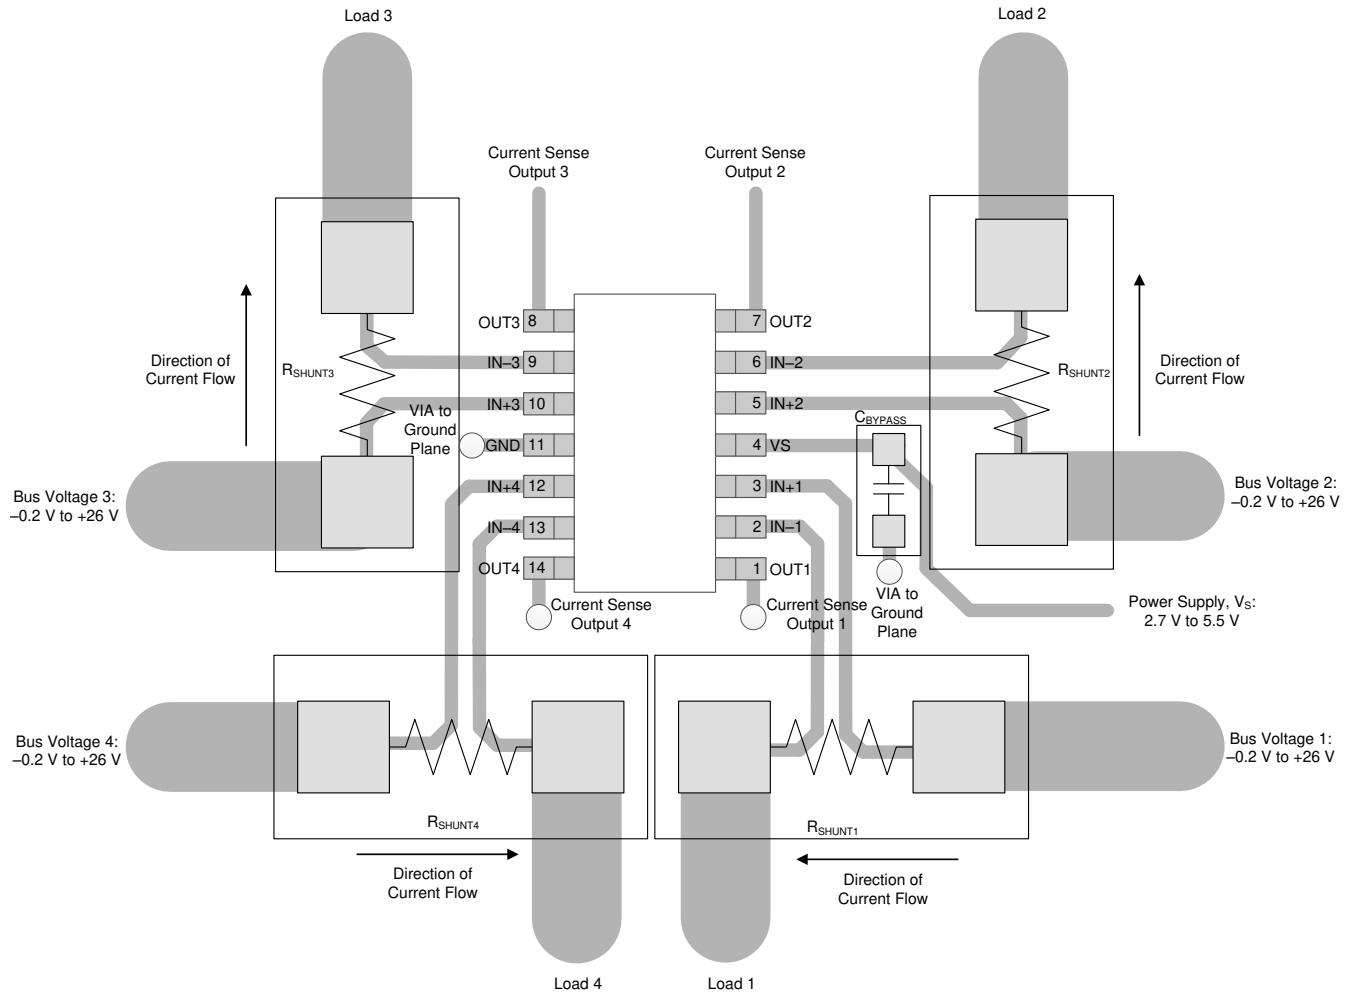 Load 3
Load 2
Current Sense
Output 3
Current Sense
Output 2
OUT3 8
7 OUT2
IN–3 9
6 IN–2
IN+3 10
5 IN+2
GND 11
4 VS
IN+4 12
3 IN+1
IN–4 13
2 IN–1
OUT4 14
1 OUT1
Direction of
Current Flow
RSHUNT3
VIA to
Ground
Plane
CBYPASS
RSHUNT2
Direction of
Current Flow
Bus Voltage 3:
–0.2 V to +26 V
Bus Voltage 2:
–0.2 V to +26 V
Current Sense
Output 4
Current Sense
Output 1
VIA to
Ground
Plane
Power Supply, VS:
2.7 V to 5.5 V
Bus Voltage 4:
–0.2 V to +26 V
Bus Voltage 1:
–0.2 V to +26 V
RSHUNT4
RSHUNT1
Direction of
Current Flow
Direction of
Current Flow
Load 4
Load 1